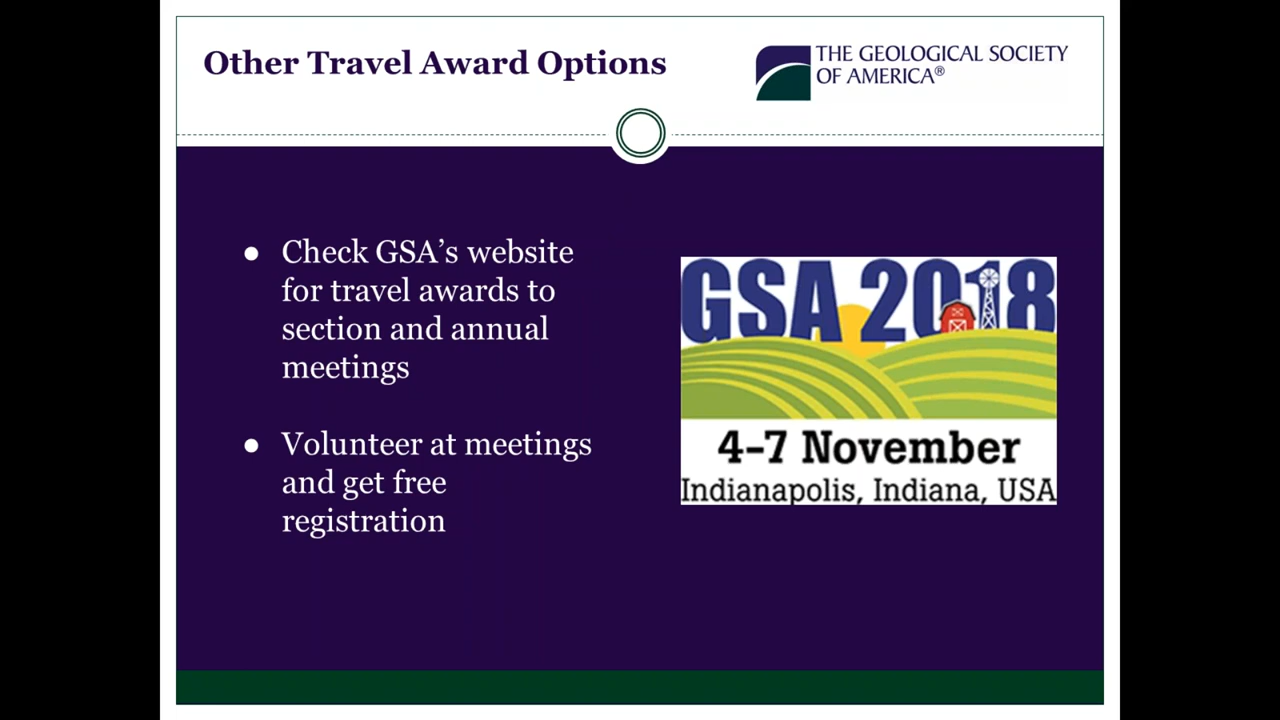 Other Travel Award Options
THE GEOLOGICAL SOCIETY
OF AMERICA®
● Check GSA’s website
for travel awards to
section and annual
meetings
● Volunteer at meetings
and get free
registration
GSA 2018
4–7 November
Indianapolis, Indiana, USA